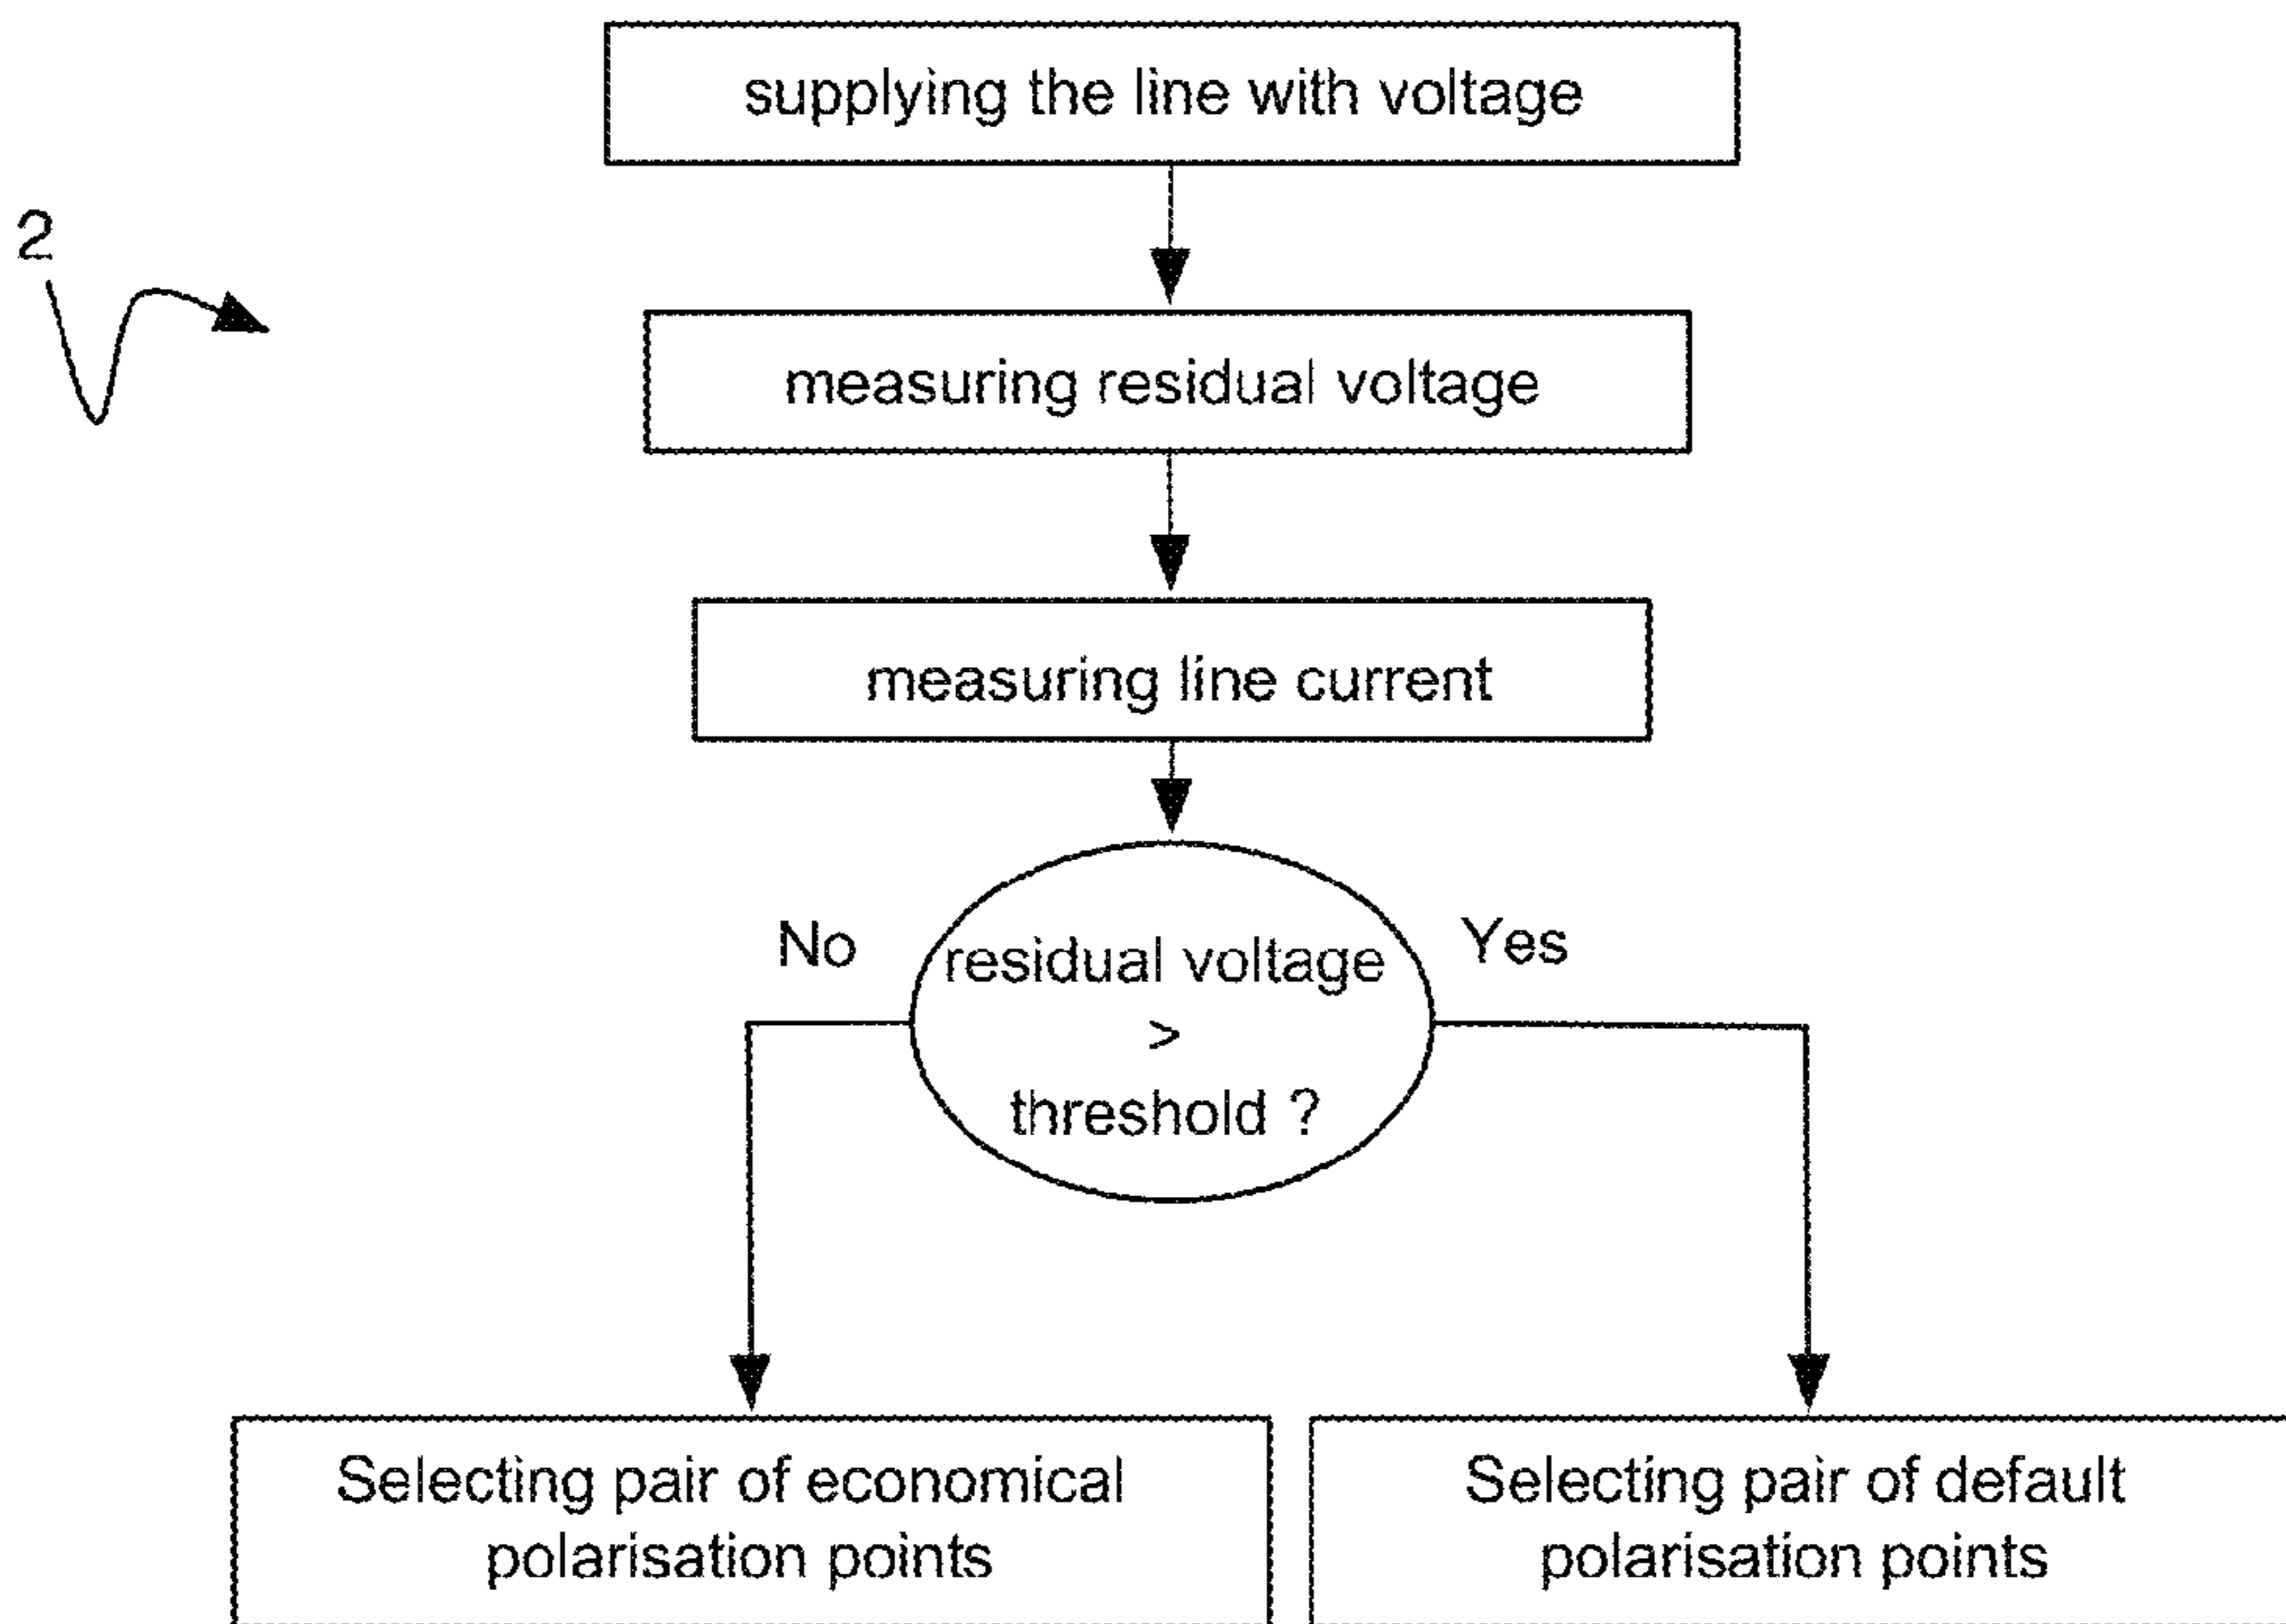 supplying the line with voltage
2
measuring residual voltage
measuring line current
No
Yes
residual voltage
>
threshold ?
Selecting pair of economical
polarisation points
Selecting pair of default
polarisation points